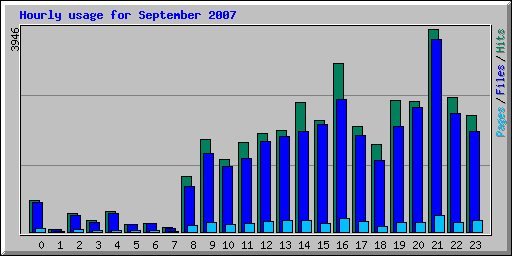 Hourly usage for September 2007
3946
Pages/Files/Hits
0 1 2 3 4 5 6 7 8 9 10 11 12 13 14 15 16 17 18 19 20 21 22 23